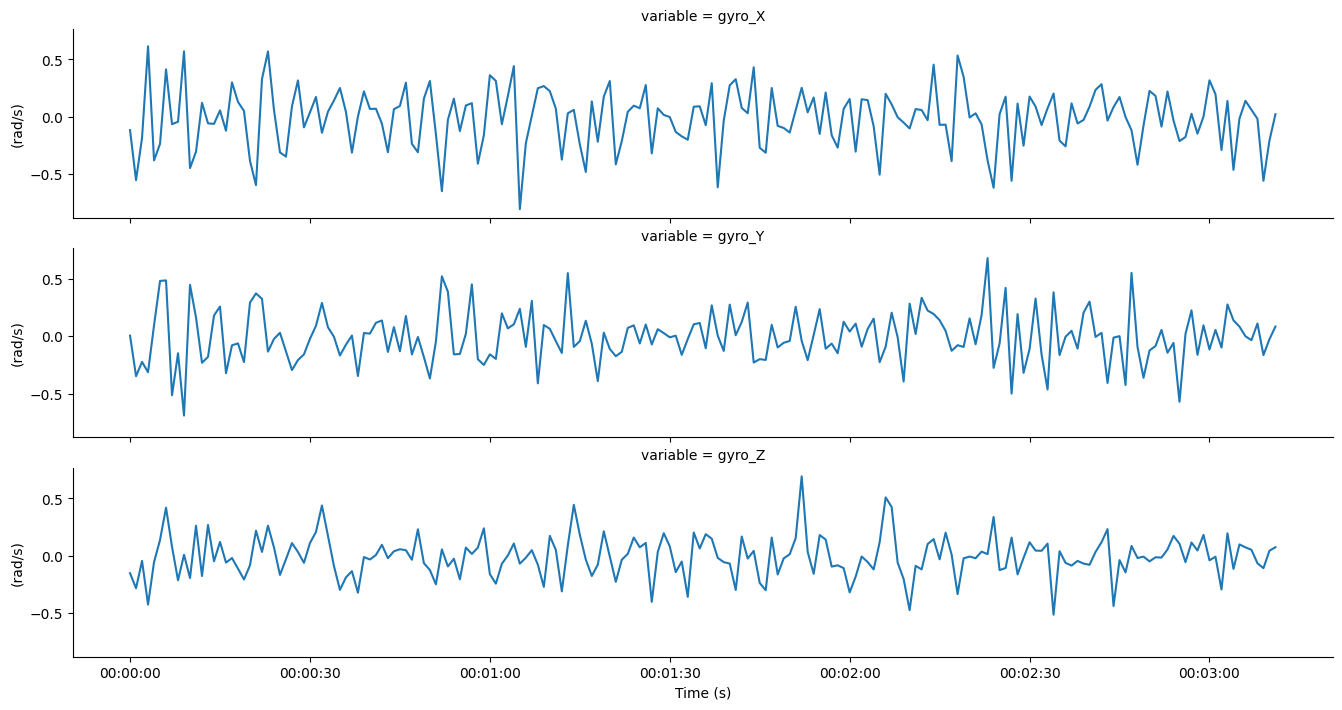 variable = gyro_X
0.5
0.0
−0.5
(rad/s)
variable = gyro_Y
0.5
0.0
−0.5
(rad/s)
variable = gyro_Z
0.5
0.0
−0.5
(rad/s)
00:00:00 00:00:30 00:01:00 00:01:30 00:02:00 00:02:30 00:03:00
Time (s)